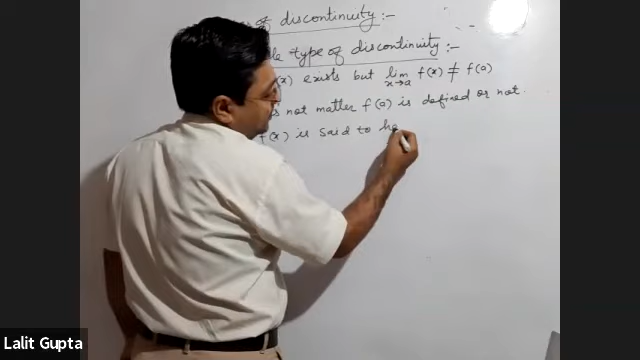 of discontinuity :-
type of discontinuity :-
(x) exists but lim x→a f(x) ≠ f(a)
not matter f(a) is defined or not.
f(x) is said to ha
Lalit Gupta